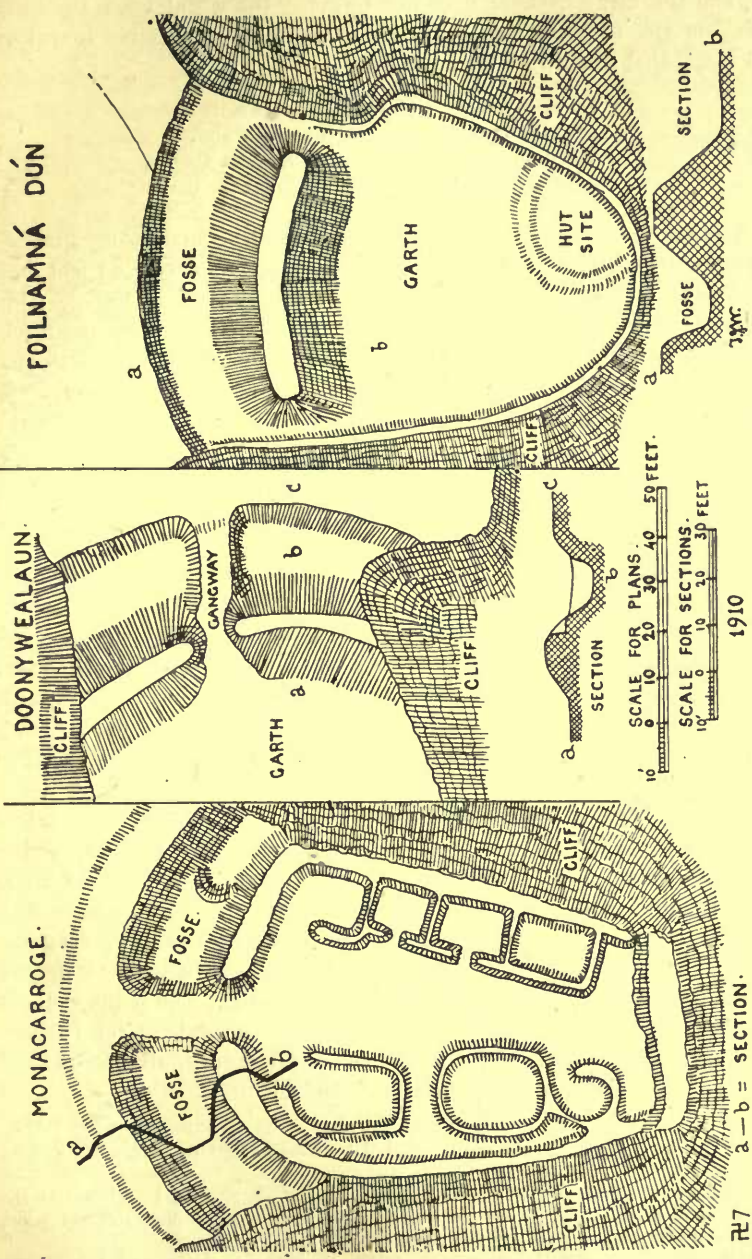 MONACARROGE.
a
FOSSE
FOSSE.
b
CLIFF
CLIFF
a–b = SECTION.
DOONYWEALAUN.
CLIFF
GANGWAY
a
b
c
GARTH
CLIFF
a
b
c
SECTION
SCALE FOR PLANS.
10' 0 10 20 30 40 50 FEET.
SCALE FOR SECTIONS.
10' 0 10 20 30 FEET
1910
FOILNAMNÁ DÚN
a
FOSSE
b
GARTH
HUT
SITE
CLIFF
CLIFF
a
FOSSE
SECTION
b